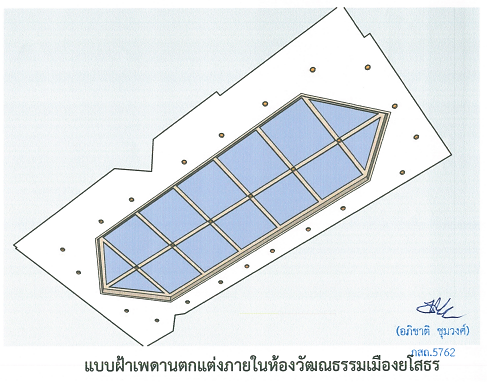 (อภิชาติ ชุมวงศ์)
ภสถ.5762
แบบฝ้าเพดานตกแต่งภายในห้องวัฒนธรรมเมืองยโสธร